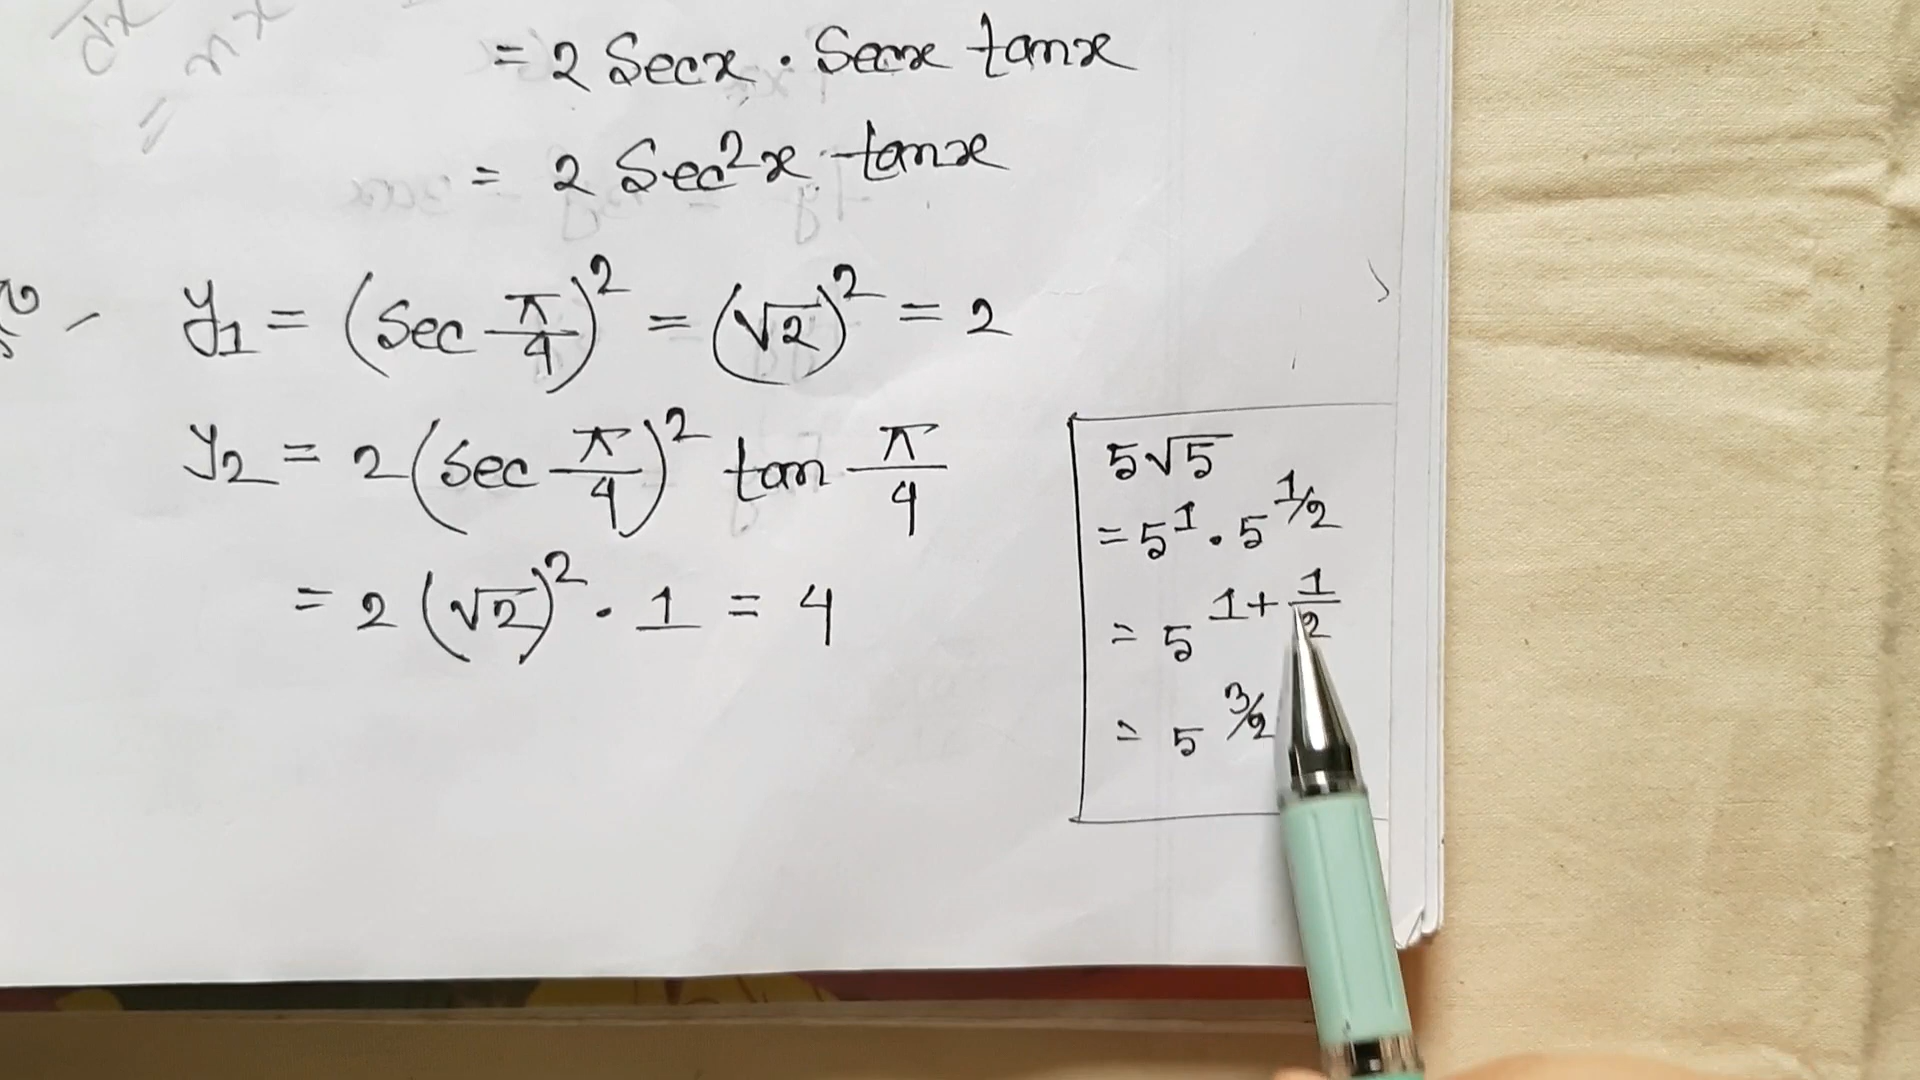 = 2 Secx · Secx tanx
= 2 Sec²x · tanx
y₁ = (Sec π/4)² = (√2)² = 2
y₂ = 2(Sec π/4)² tan π/4
= 2(√2)² · 1 = 4
5√5
= 5¹ · 5^(1/2)
= 5^(1 + 1/2)
= 5^(3/2)